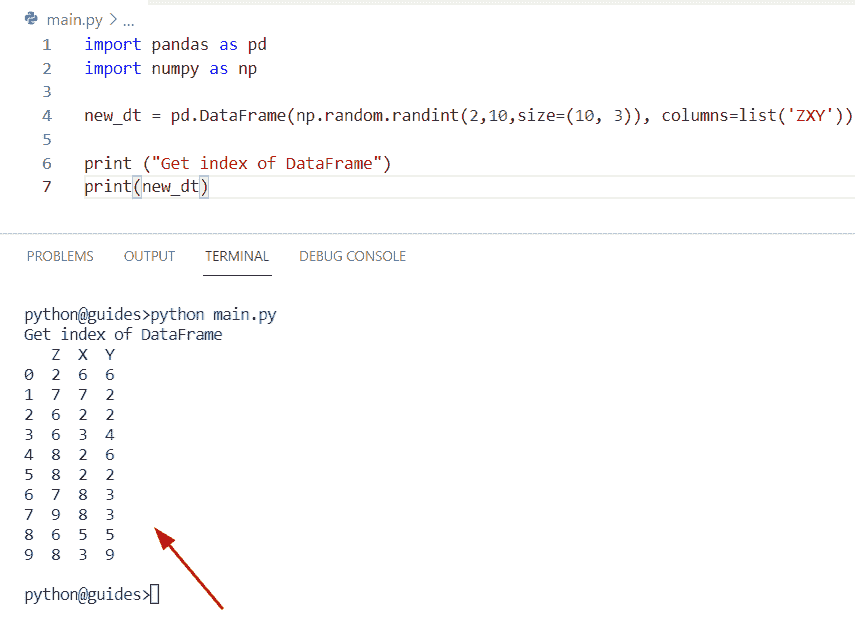 main.py > ...
1 import pandas as pd
2 import numpy as np
3
4 new_dt = pd.DataFrame(np.random.randint(2,10,size=(10, 3)), columns=list('ZXY'))
5
6 print ("Get index of DataFrame")
7 print(new_dt)
PROBLEMS OUTPUT TERMINAL DEBUG CONSOLE
python@guides>python main.py
Get index of DataFrame
Z X Y
0 2 6 6
1 7 7 2
2 6 2 2
3 6 3 4
4 8 2 6
5 8 2 2
6 7 8 3
7 9 8 3
8 6 5 5
9 8 3 9
python@guides>